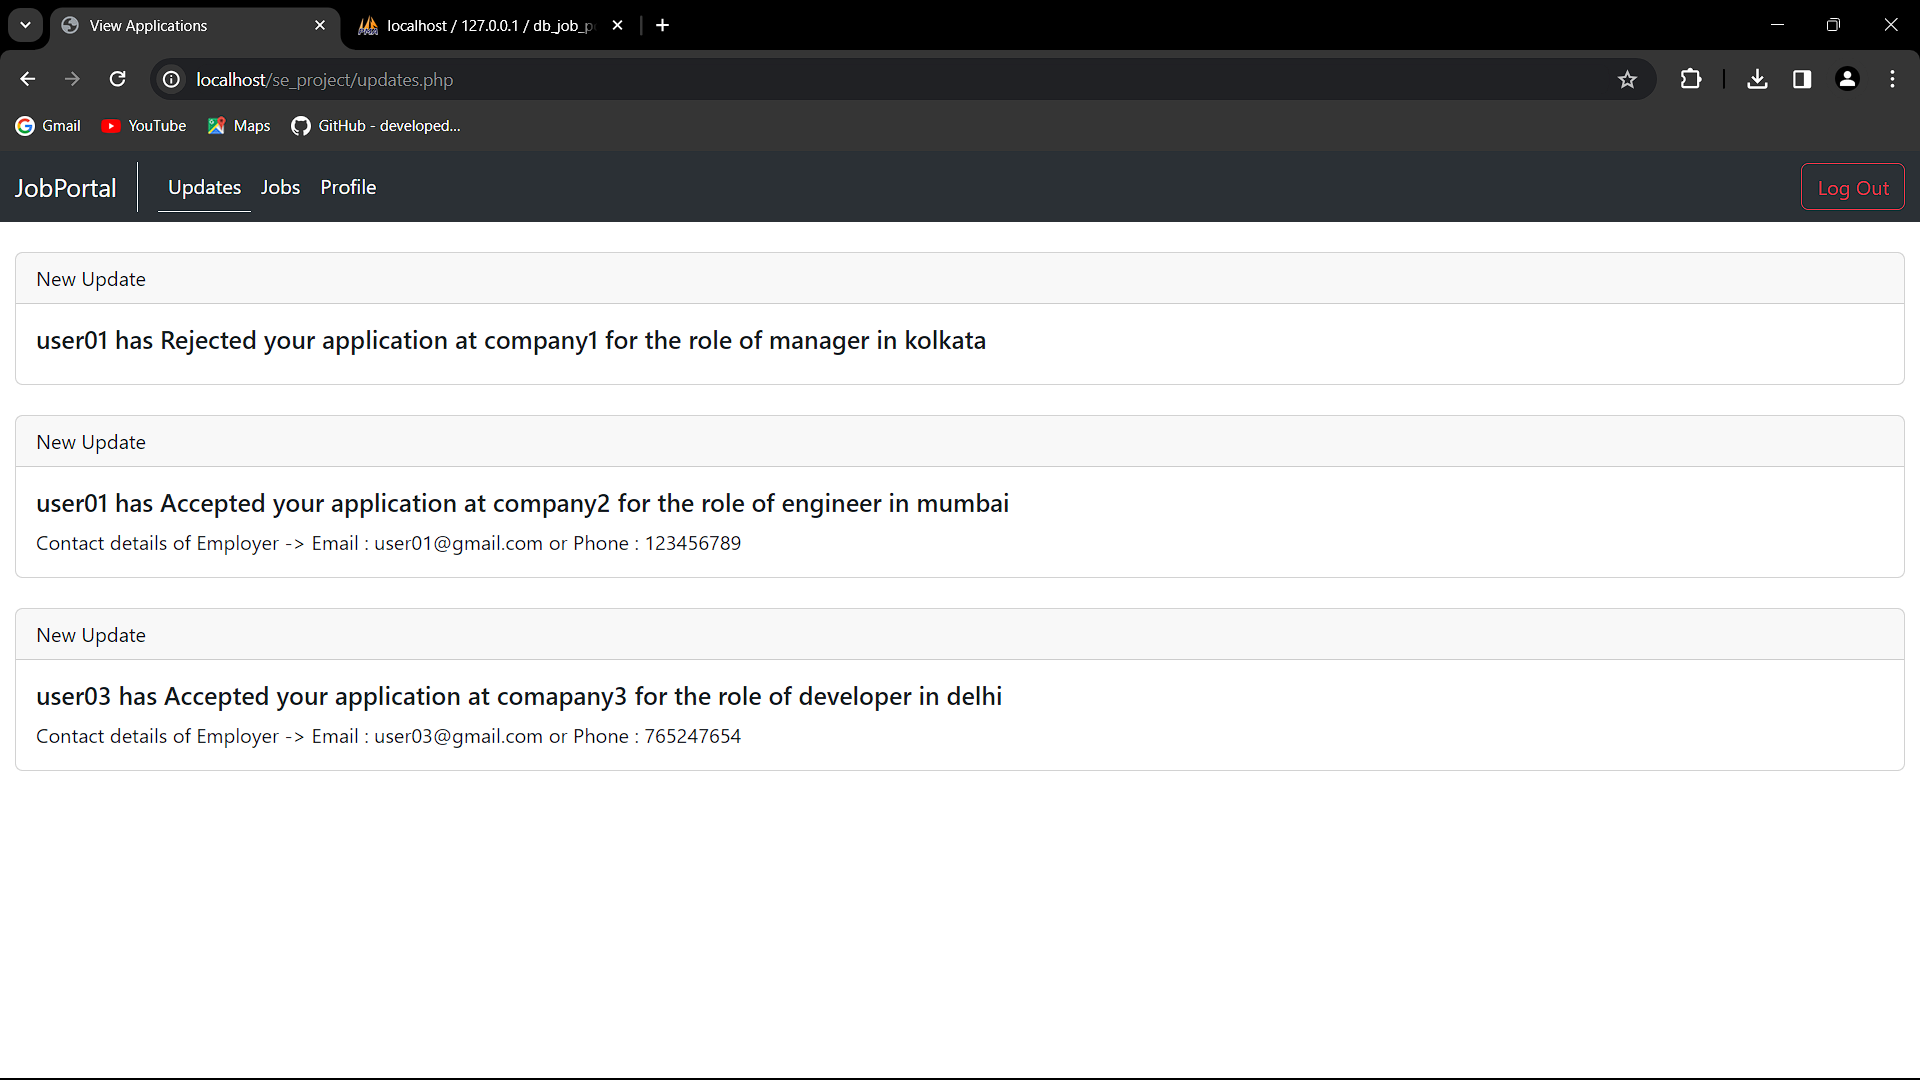 View Applications
localhost / 127.0.0.1 / db_job_p
localhost/se_project/updates.php
Gmail YouTube Maps GitHub - developed...
JobPortal Updates Jobs Profile Log Out
New Update
user01 has Rejected your application at company1 for the role of manager in kolkata
New Update
user01 has Accepted your application at company2 for the role of engineer in mumbai
Contact details of Employer -> Email : user01@gmail.com or Phone : 123456789
New Update
user03 has Accepted your application at comapany3 for the role of developer in delhi
Contact details of Employer -> Email : user03@gmail.com or Phone : 765247654